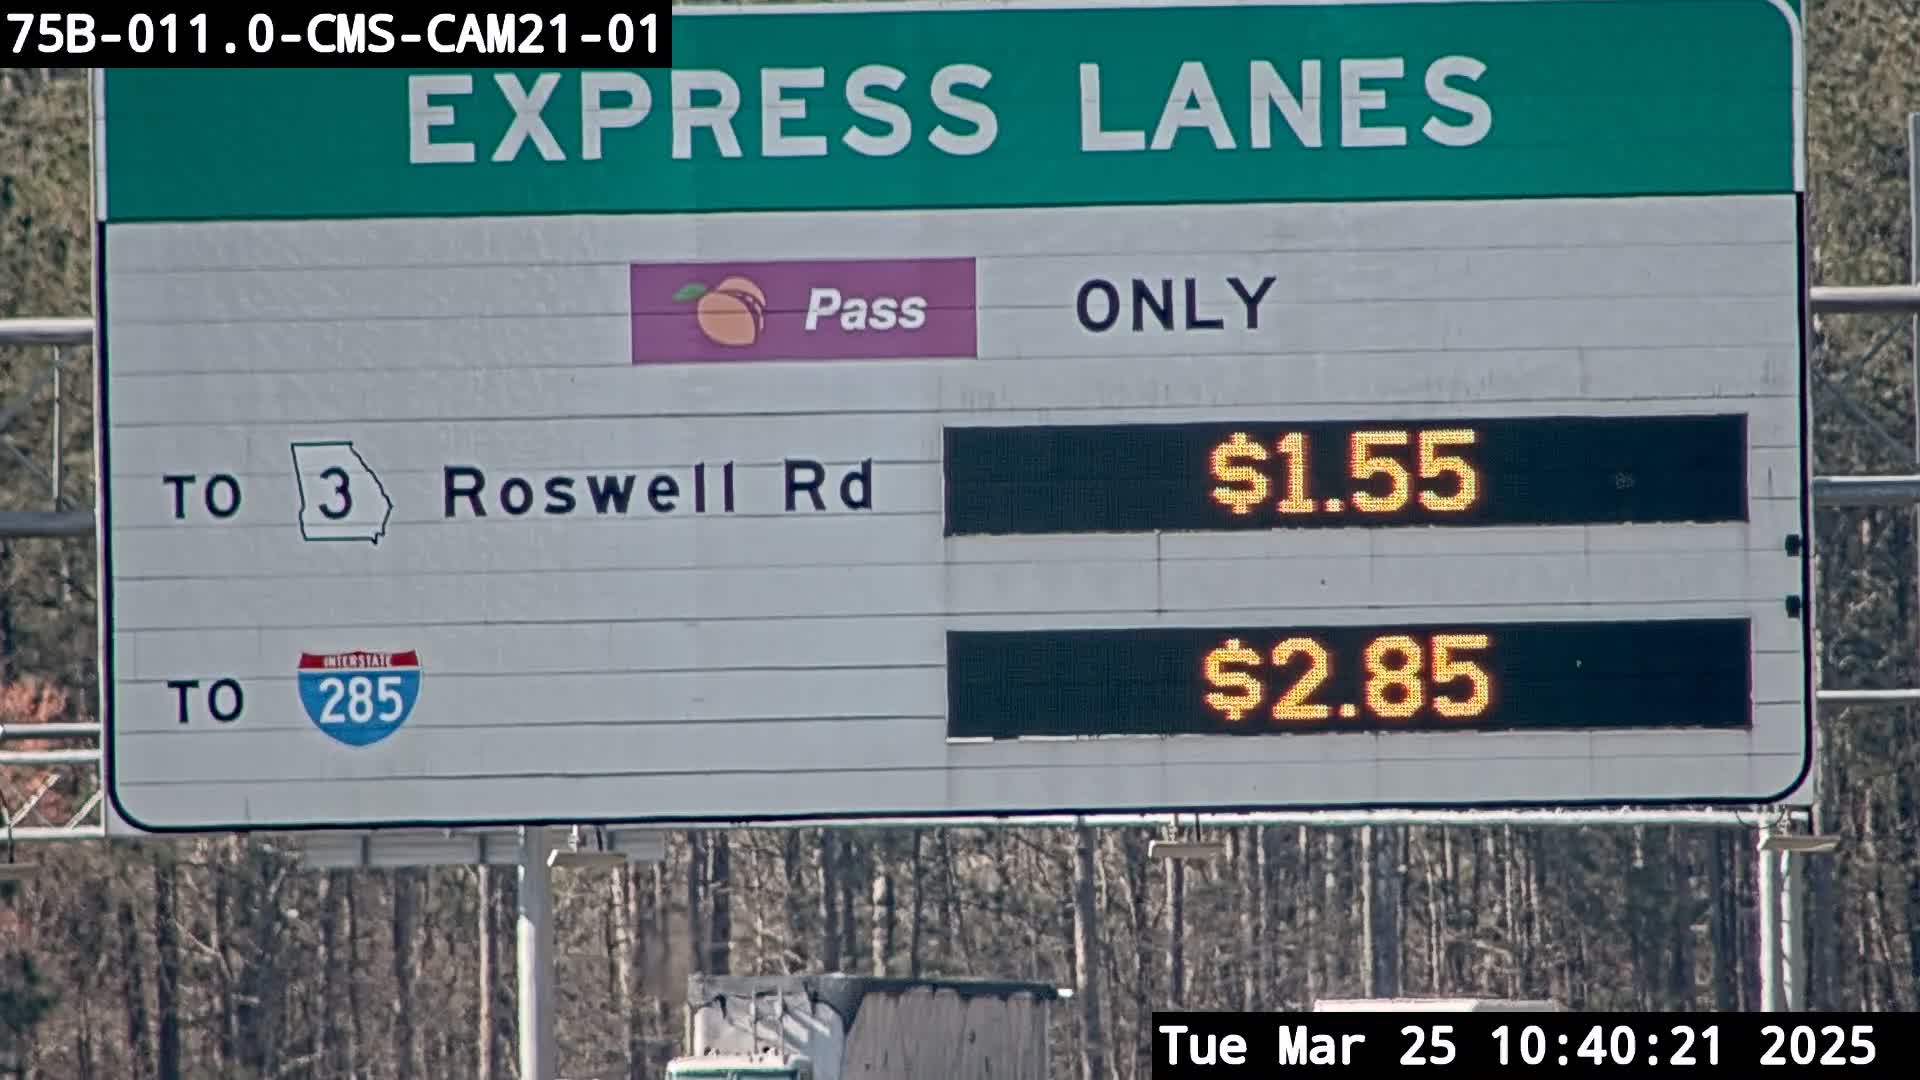 75B-011.0-CMS-CAM21-01
EXPRESS LANES
Pass ONLY
TO 3 Roswell Rd $1.55
TO INTERSTATE 285 $2.85
Tue Mar 25 10:40:21 2025